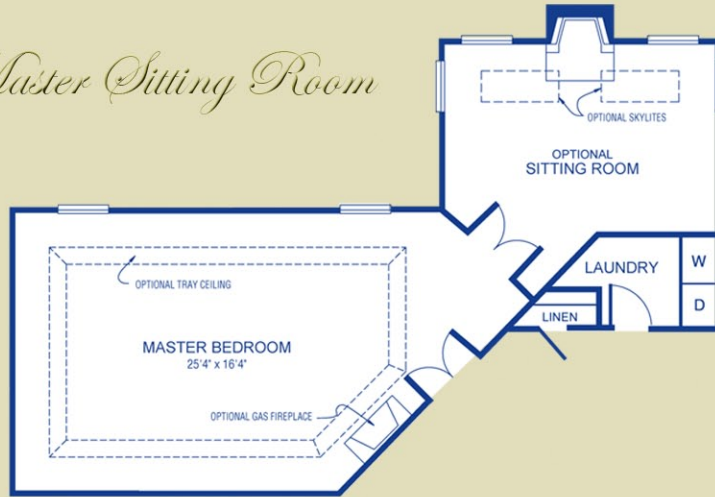 Master Sitting Room
OPTIONAL SKYLITES
OPTIONAL
SITTING ROOM
OPTIONAL TRAY CEILING
LAUNDRY
W
D
LINEN
MASTER BEDROOM
25'4" x 16'4"
OPTIONAL GAS FIREPLACE